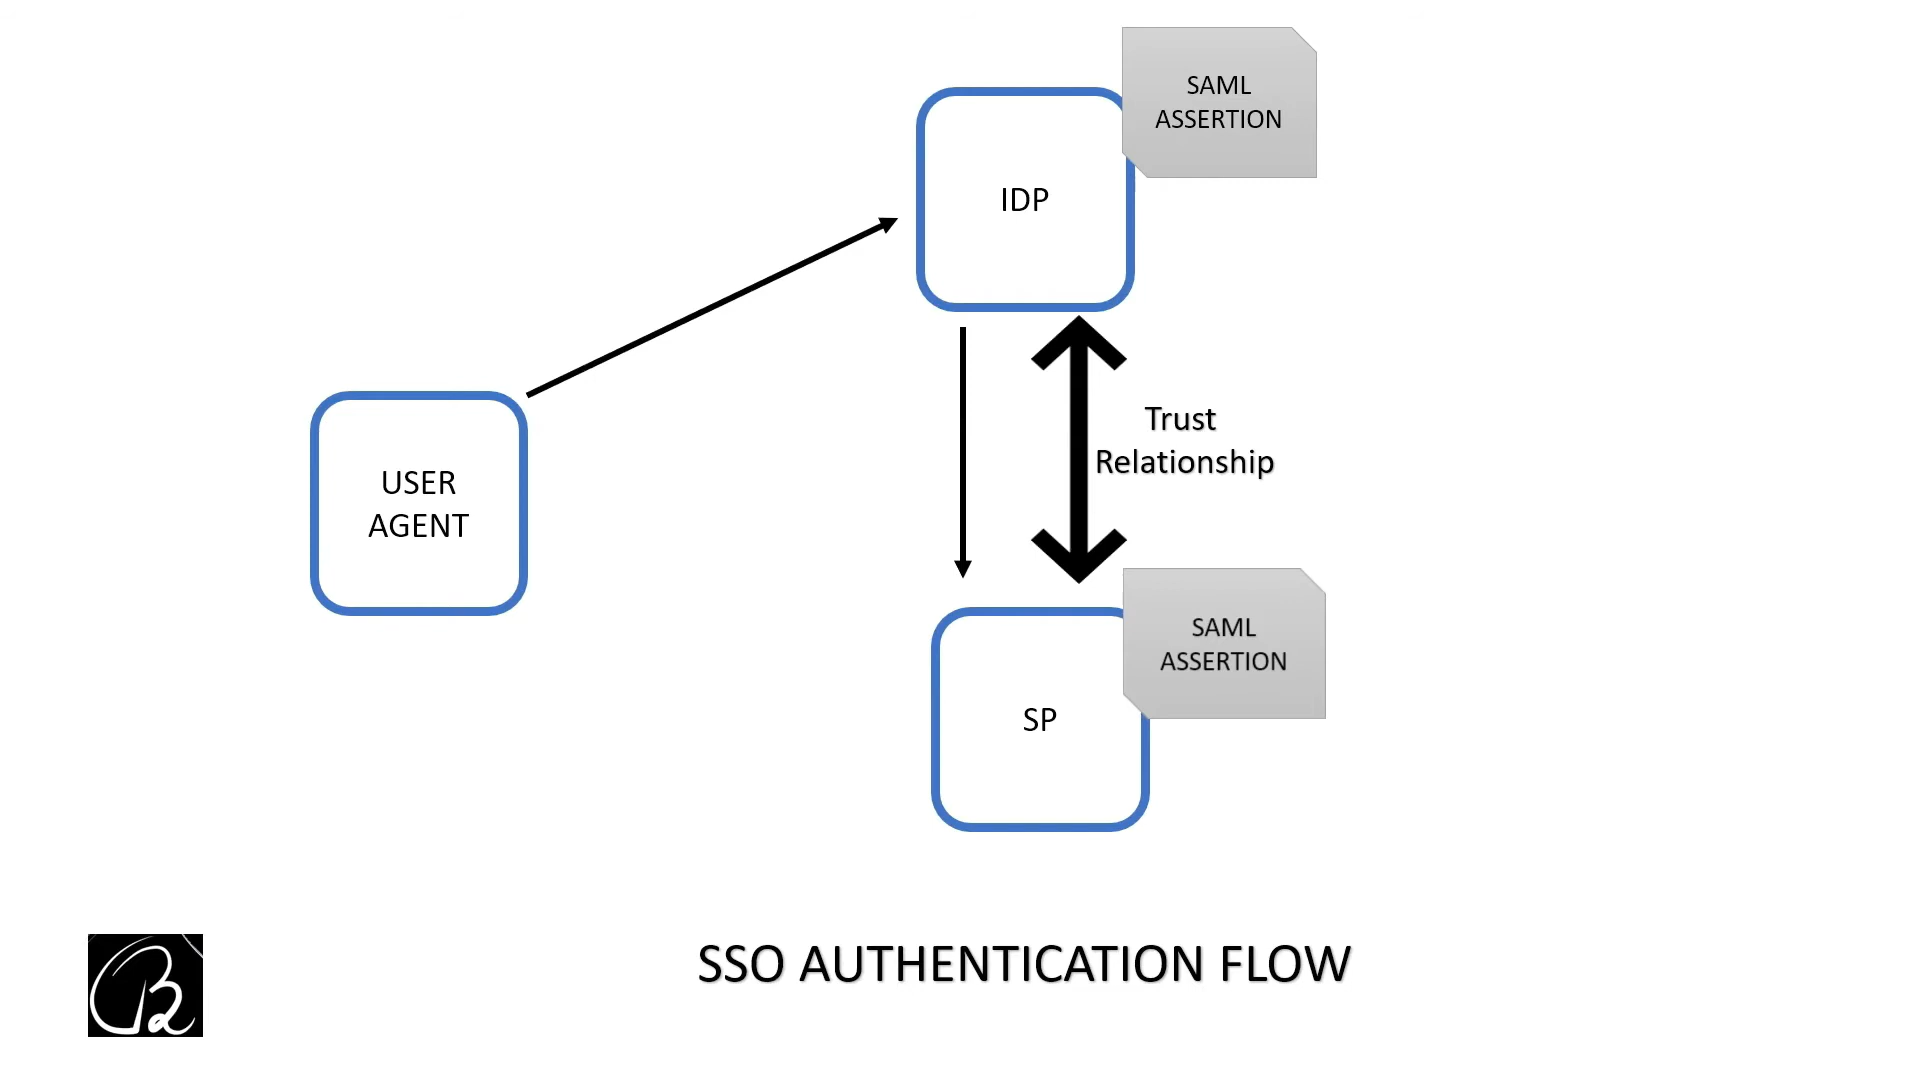 SAML
ASSERTION
IDP
Trust
Relationship
USER
AGENT
SAML
ASSERTION
SP
SSO AUTHENTICATION FLOW